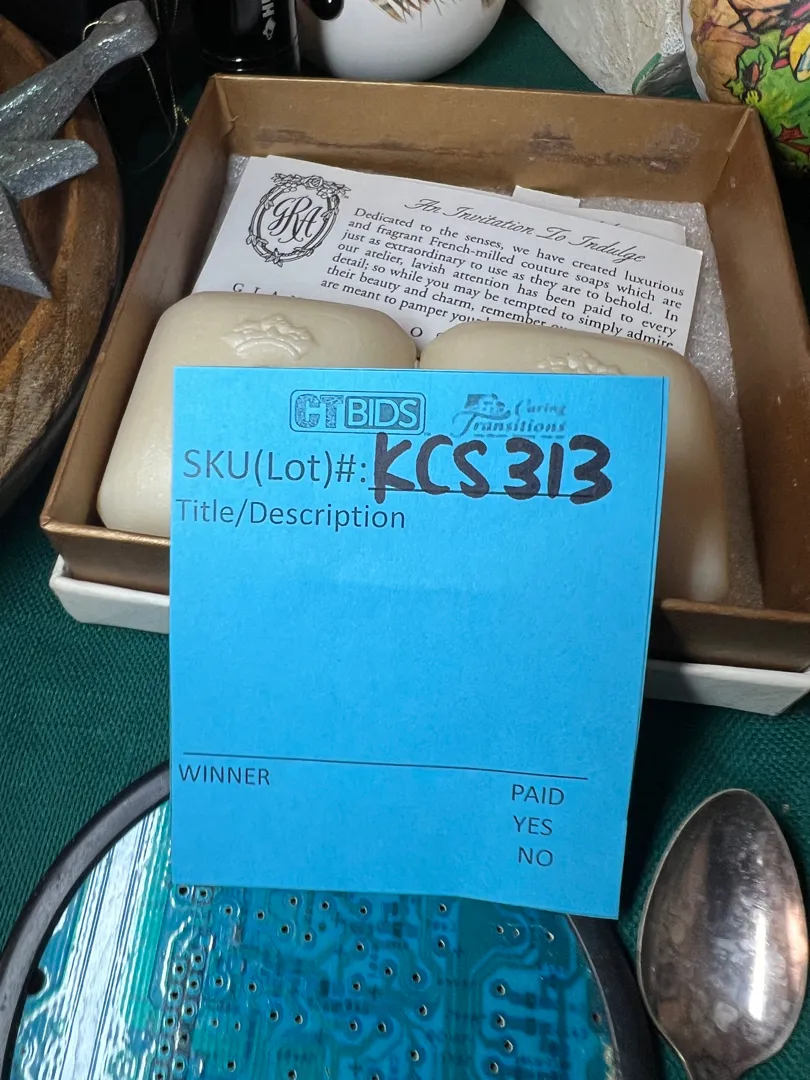 GRA
An Invitation To Indulge
Dedicated to the senses, we have created luxurious
and fragrant French-milled couture soaps which are
just as extraordinary to use as they are to behold. In
our atelier, lavish attention has been paid to every
detail; so while you may be tempted to simply admire
their beauty and charm, remember
are meant to pamper
CTBIDS
Caring
Transitions
SKU(Lot)#: KCS313
Title/Description
WINNER
PAID
YES
NO